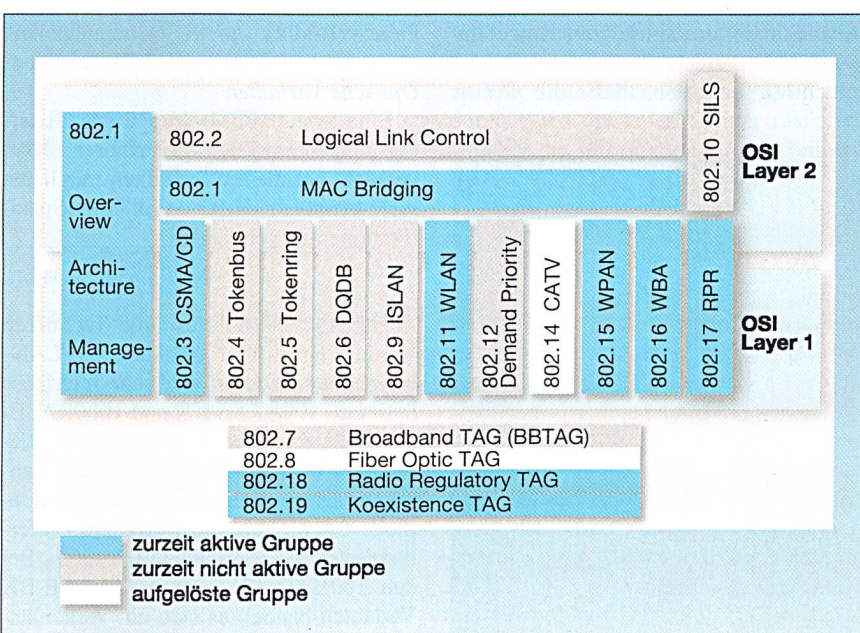 802.1
Over-
view
Archi-
tecture
Manage-
ment
802.2 Logical Link Control
802.1 MAC Bridging
802.10 SILS
OSI
Layer 2
802.3 CSMA/CD
802.4 Tokenbus
802.5 Tokenring
802.6 DQDB
802.9 ISLAN
802.11 WLAN
802.12
Demand Priority
802.14 CATV
802.15 WPAN
802.16 WBA
802.17 RPR
OSI
Layer 1
802.7 Broadband TAG (BBTAG)
802.8 Fiber Optic TAG
802.18 Radio Regulatory TAG
802.19 Koexistence TAG
zurzeit aktive Gruppe
zurzeit nicht aktive Gruppe
aufgelöste Gruppe